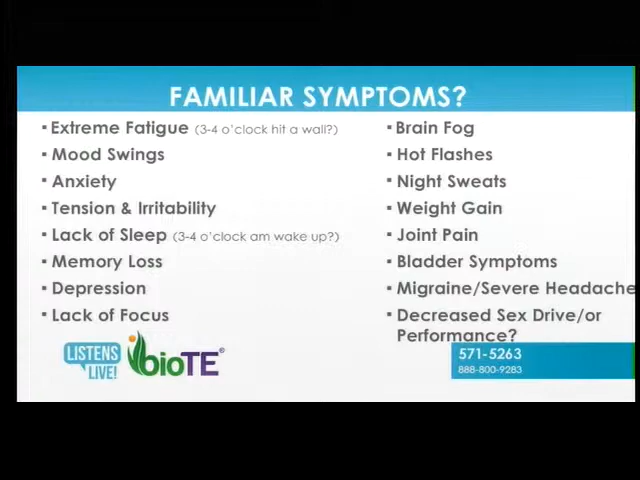 FAMILIAR SYMPTOMS?
▪ Extreme Fatigue (3-4 o'clock hit a wall?)
▪ Mood Swings
▪ Anxiety
▪ Tension & Irritability
▪ Lack of Sleep (3-4 o'clock am wake up?)
▪ Memory Loss
▪ Depression
▪ Lack of Focus
▪ Brain Fog
▪ Hot Flashes
▪ Night Sweats
▪ Weight Gain
▪ Joint Pain
▪ Bladder Symptoms
▪ Migraine/Severe Headache
▪ Decreased Sex Drive/or
Performance?
LISTENS
LIVE!
bioTE®
571-5263
888-800-9283